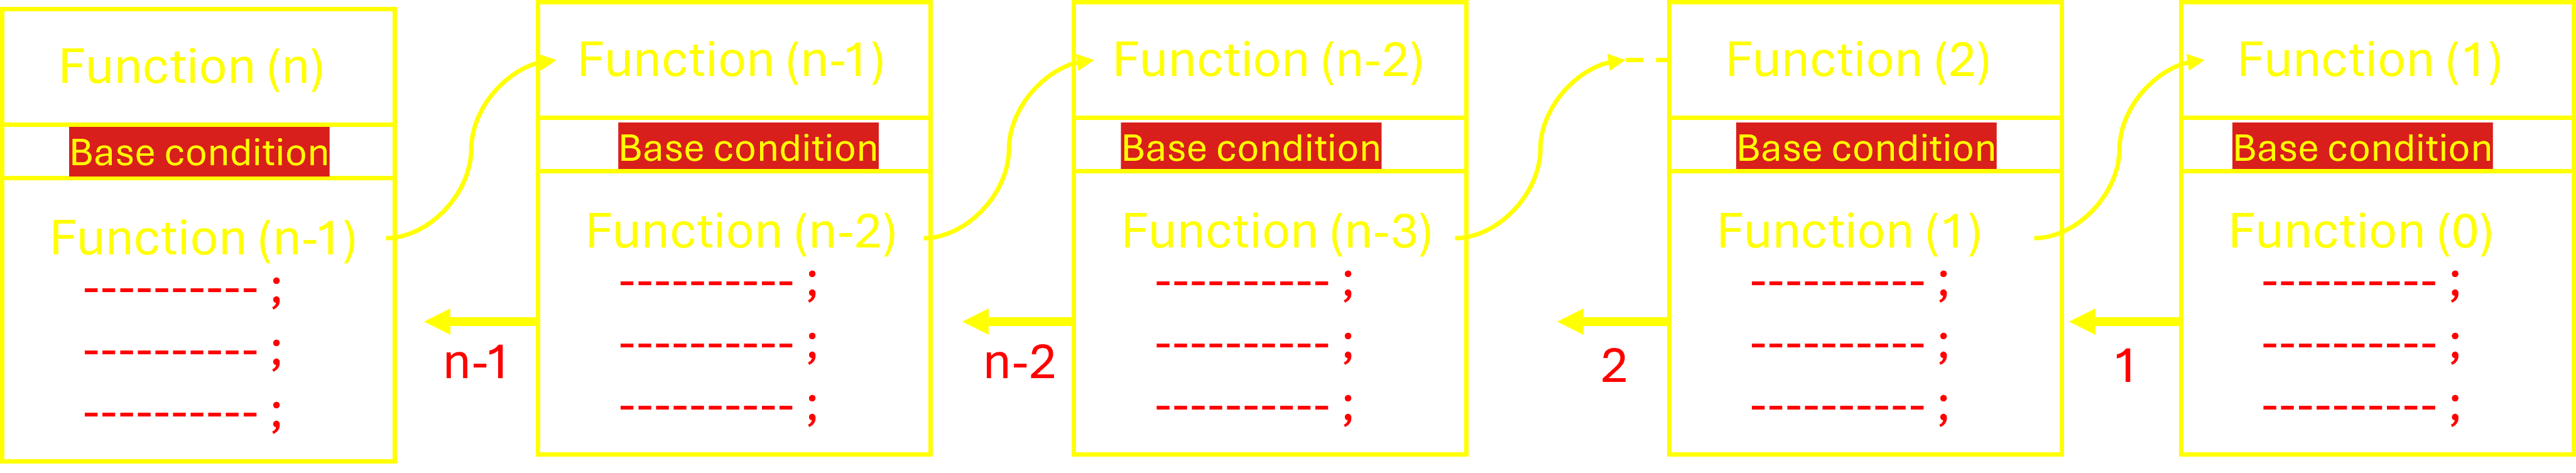 Function (n)
Base condition
Function (n-1)
---------- ;
---------- ;
---------- ;
n-1
Function (n-1)
Base condition
Function (n-2)
---------- ;
---------- ;
---------- ;
n-2
Function (n-2)
Base condition
Function (n-3)
---------- ;
---------- ;
---------- ;
2
Function (2)
Base condition
Function (1)
---------- ;
---------- ;
---------- ;
1
Function (1)
Base condition
Function (0)
---------- ;
---------- ;
---------- ;